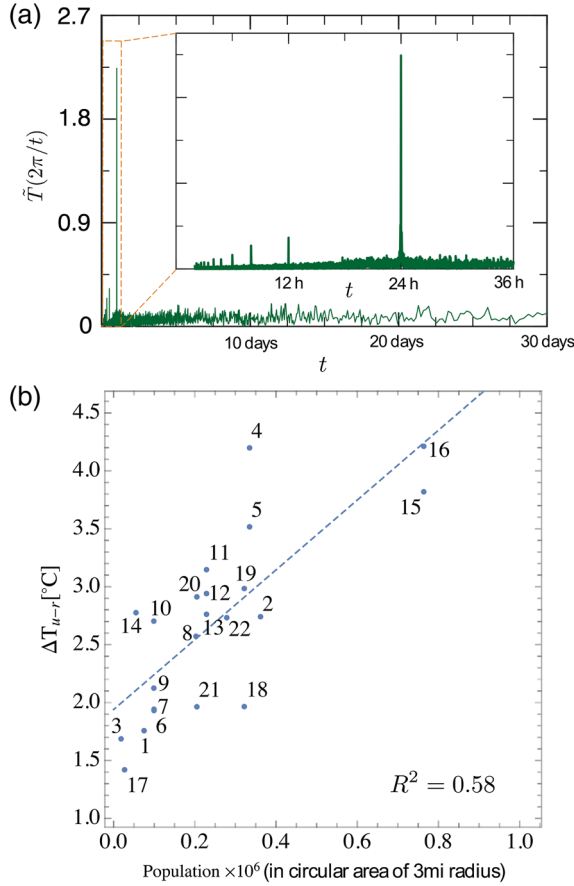 (a)
2.7
1.8
0.9
0
T̃(2π/t)
12 h
24 h
36 h
t
10 days
20 days
30 days
t
(b)
4.5
4.0
3.5
3.0
2.5
2.0
1.5
1.0
ΔT_{u−r}[°C]
4
16
5
15
11
19
20
12
10
2
14
8
13
22
9
7
21
18
3
6
1
17
R² = 0.58
0.0
0.2
0.4
0.6
0.8
1.0
Population ×10⁶ (in circular area of 3mi radius)